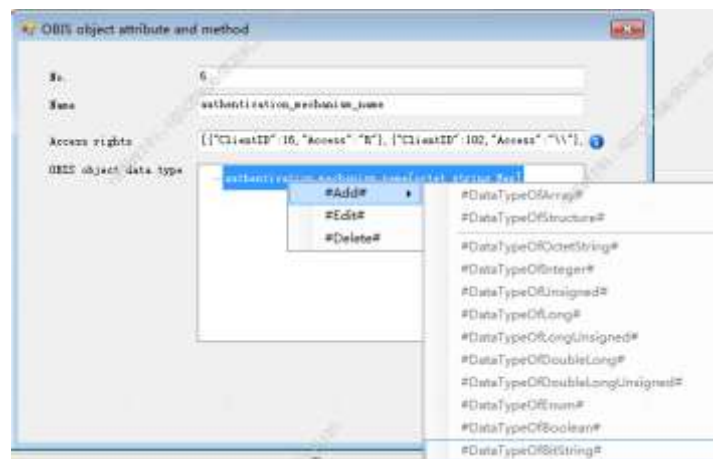 OBIS object attribute and method
No. 6
Name authentication_mechanism_name
Access rights [{"ClientID":16,"Access":"R"},{"ClientID":102,"Access":"\\"},
OBIS object data type
authentication_mechanism_name[octet_string
#Add#
#Edit#
#Delete#
#DataTypeOfArray#
#DataTypeOfStructure#
#DataTypeOfOctetString#
#DataTypeOfInteger#
#DataTypeOfUnsigned#
#DataTypeOfLong#
#DataTypeOfLongUnsigned#
#DataTypeOfDoubleLong#
#DataTypeOfDoubleLongUnsigned#
#DataTypeOfEnum#
#DataTypeOfBoolean#
#DataTypeOfBitString#